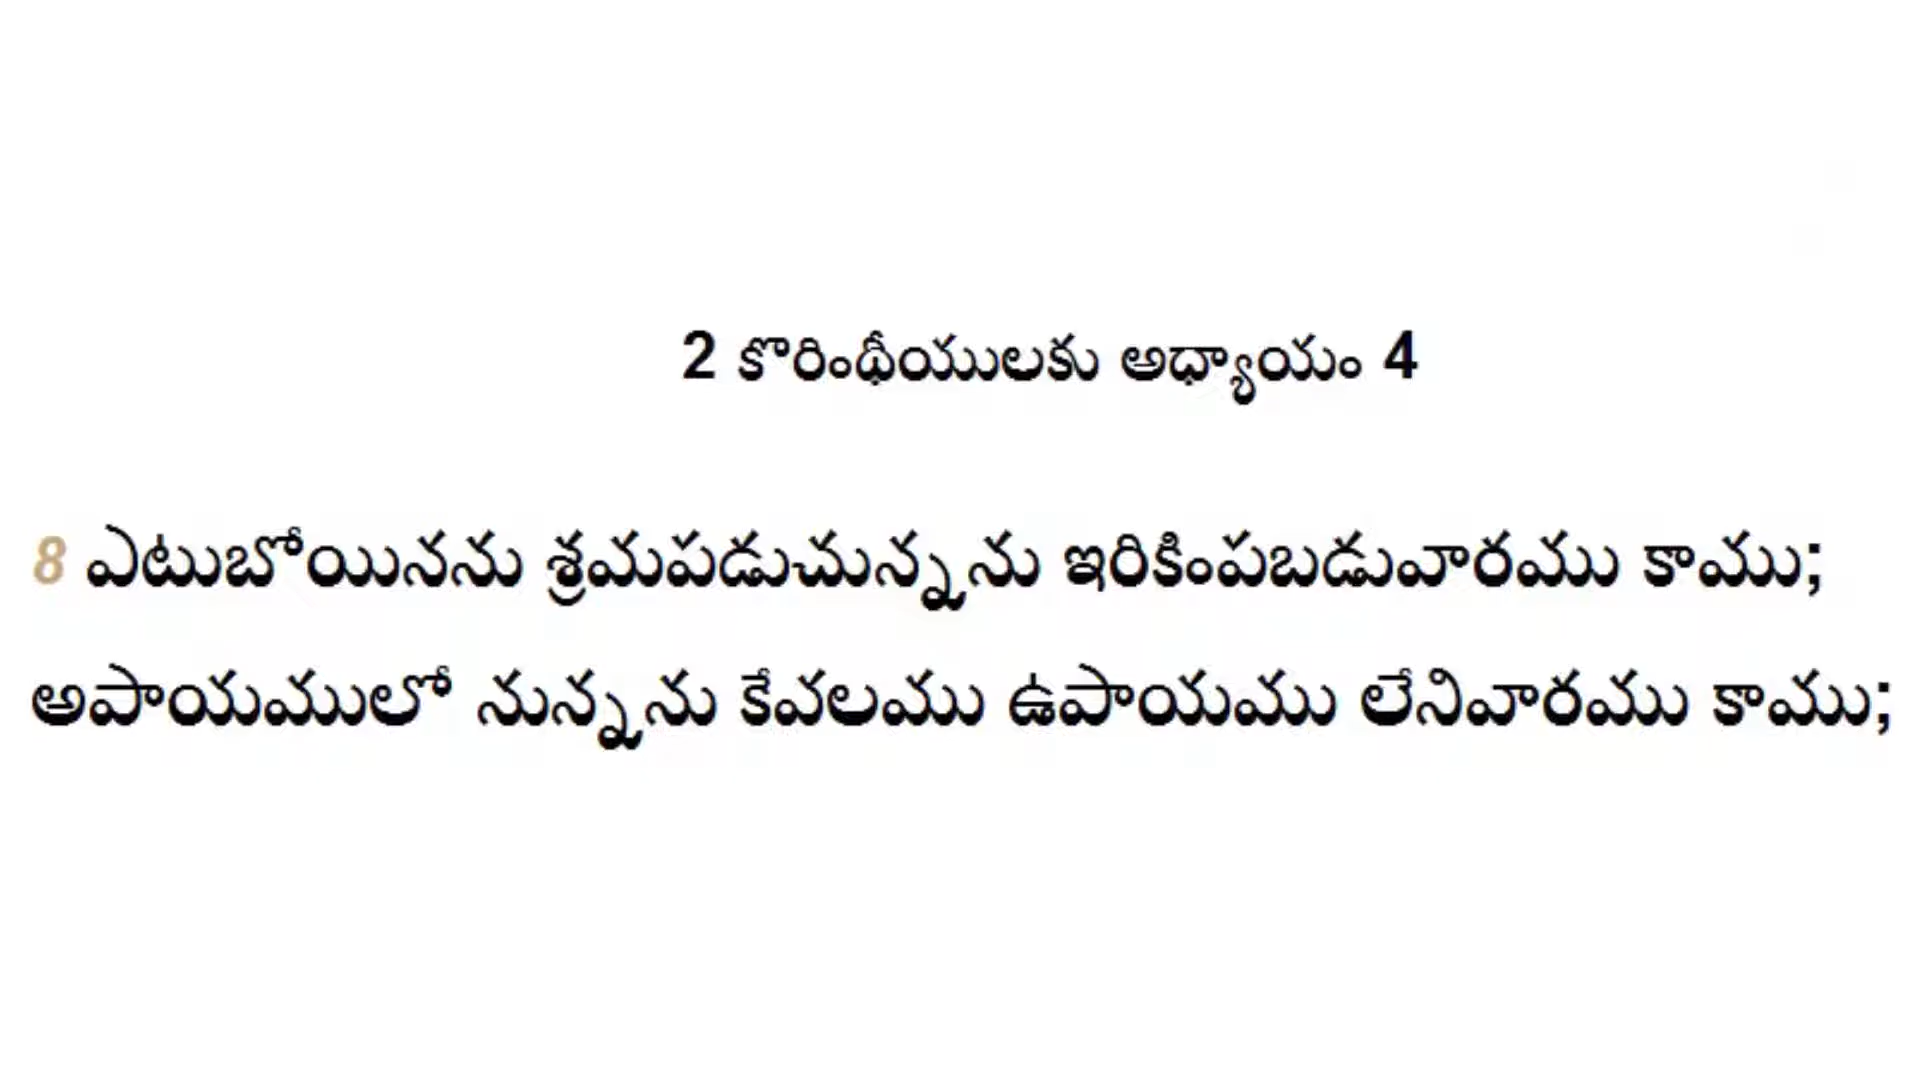 2 కొరింథీయులకు అధ్యాయం 4
8 ఎటుబోయినను శ్రమపడుచున్నను ఇరికింపబడువారము కాము;
అపాయములో నున్నను కేవలము ఉపాయము లేనివారము కాము;